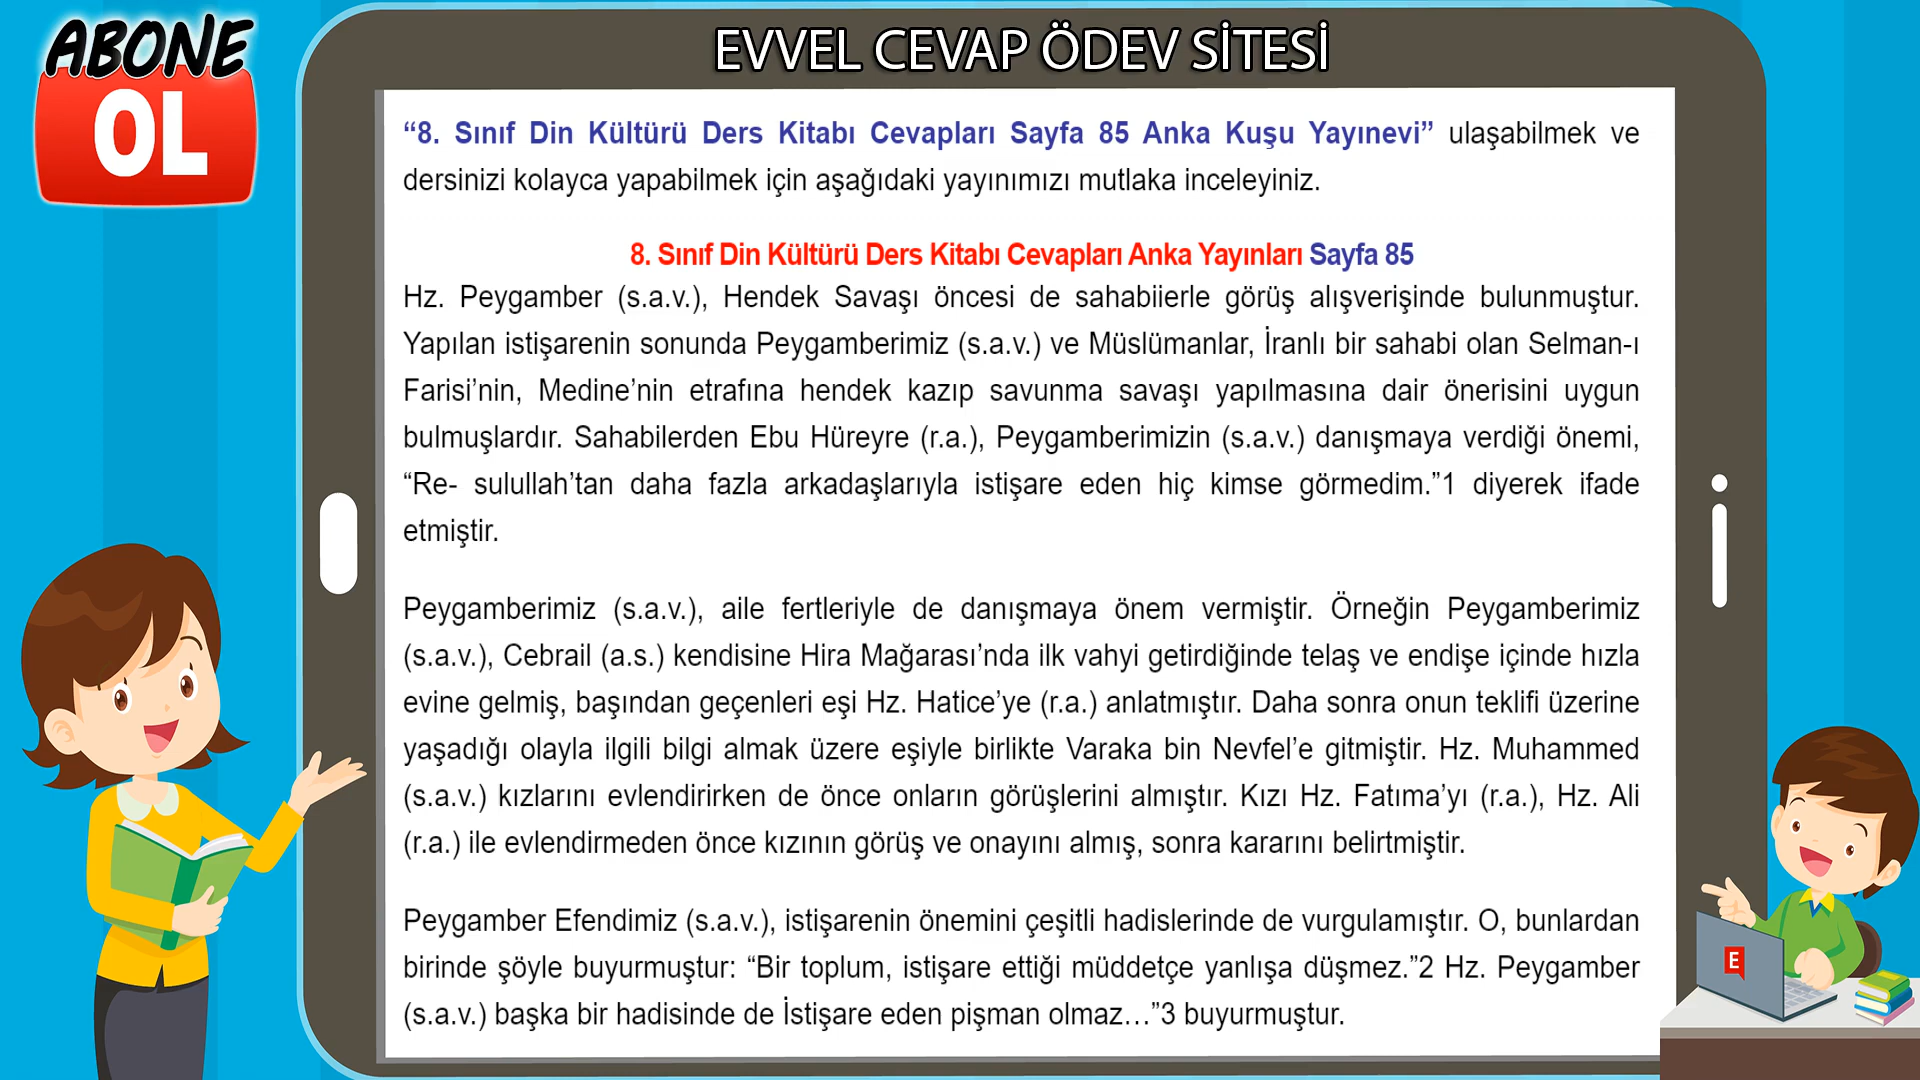 ABONE
OL
EVVEL CEVAP ÖDEV SİTESİ
“8. Sınıf Din Kültürü Ders Kitabı Cevapları Sayfa 85 Anka Kuşu Yayınevi” ulaşabilmek ve
dersinizi kolayca yapabilmek için aşağıdaki yayınımızı mutlaka inceleyiniz.
8. Sınıf Din Kültürü Ders Kitabı Cevapları Anka Yayınları Sayfa 85
Hz. Peygamber (s.a.v.), Hendek Savaşı öncesi de sahabiierle görüş alışverişinde bulunmuştur.
Yapılan istişarenin sonunda Peygamberimiz (s.a.v.) ve Müslümanlar, İranlı bir sahabi olan Selman-ı
Farisi’nin, Medine’nin etrafına hendek kazıp savunma savaşı yapılmasına dair önerisini uygun
bulmuşlardır. Sahabilerden Ebu Hüreyre (r.a.), Peygamberimizin (s.a.v.) danışmaya verdiği önemi,
“Re- sulullah’tan daha fazla arkadaşlarıyla istişare eden hiç kimse görmedim.”1 diyerek ifade
etmiştir.
Peygamberimiz (s.a.v.), aile fertleriyle de danışmaya önem vermiştir. Örneğin Peygamberimiz
(s.a.v.), Cebrail (a.s.) kendisine Hira Mağarası’nda ilk vahyi getirdiğinde telaş ve endişe içinde hızla
evine gelmiş, başından geçenleri eşi Hz. Hatice’ye (r.a.) anlatmıştır. Daha sonra onun teklifi üzerine
yaşadığı olayla ilgili bilgi almak üzere eşiyle birlikte Varaka bin Nevfel’e gitmiştir. Hz. Muhammed
(s.a.v.) kızlarını evlendirirken de önce onların görüşlerini almıştır. Kızı Hz. Fatıma’yı (r.a.), Hz. Ali
(r.a.) ile evlendirmeden önce kızının görüş ve onayını almış, sonra kararını belirtmiştir.
Peygamber Efendimiz (s.a.v.), istişarenin önemini çeşitli hadislerinde de vurgulamıştır. O, bunlardan
birinde şöyle buyurmuştur: “Bir toplum, istişare ettiği müddetçe yanlışa düşmez.”2 Hz. Peygamber
(s.a.v.) başka bir hadisinde de İstişare eden pişman olmaz…”3 buyurmuştur.
E